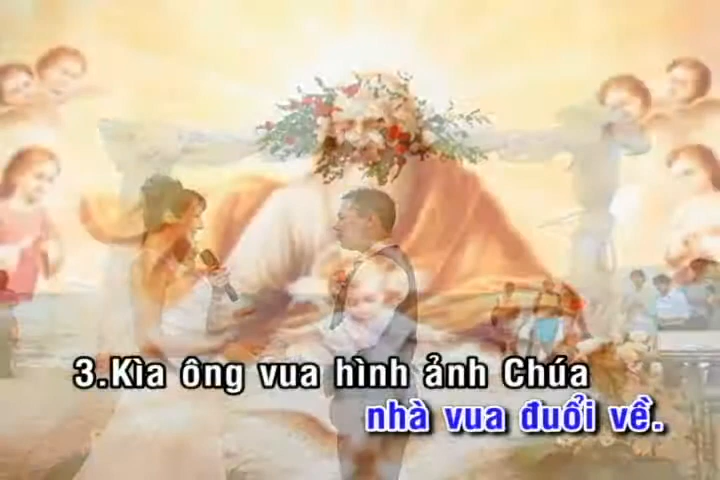 3.Kìa ông vua hình ảnh Chúa
nhà vua đuổi về.